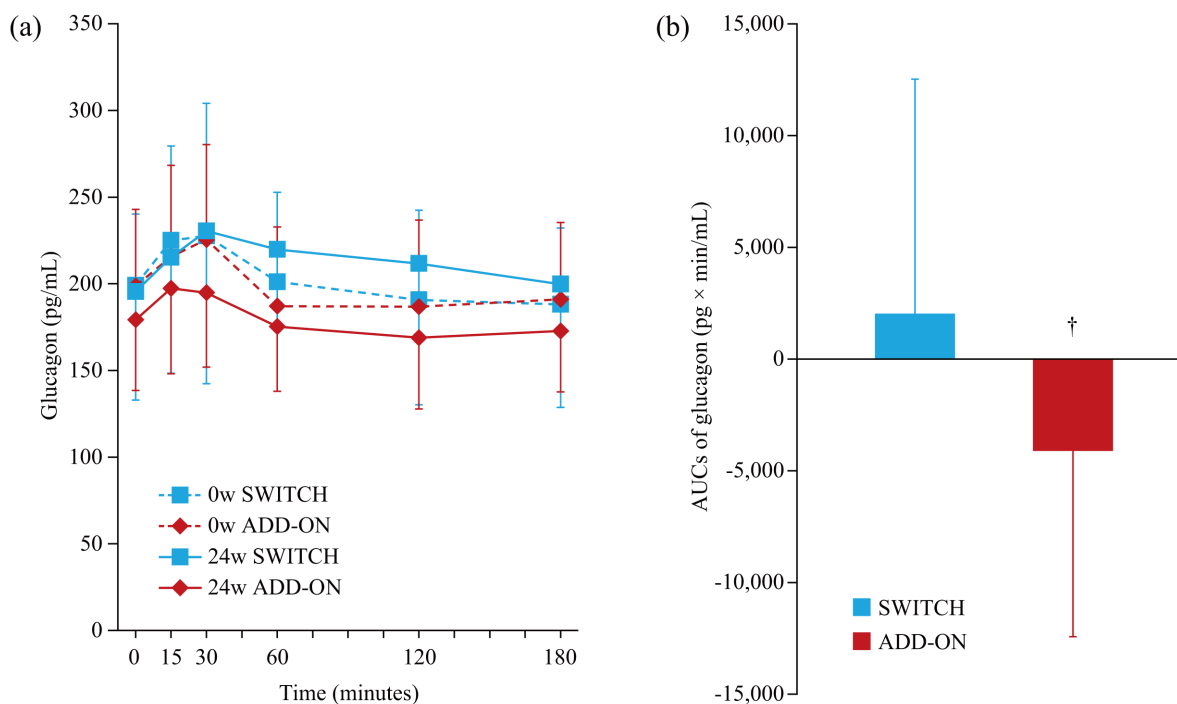 (a)
350
300
250
200
150
100
50
0
Glucagon (pg/mL)
0w SWITCH
0w ADD-ON
24w SWITCH
24w ADD-ON
0 15 30 60 120 180
Time (minutes)
(b)
15,000
10,000
5,000
0
-5,000
-10,000
-15,000
AUCs of glucagon (pg × min/mL)
†
SWITCH
ADD-ON